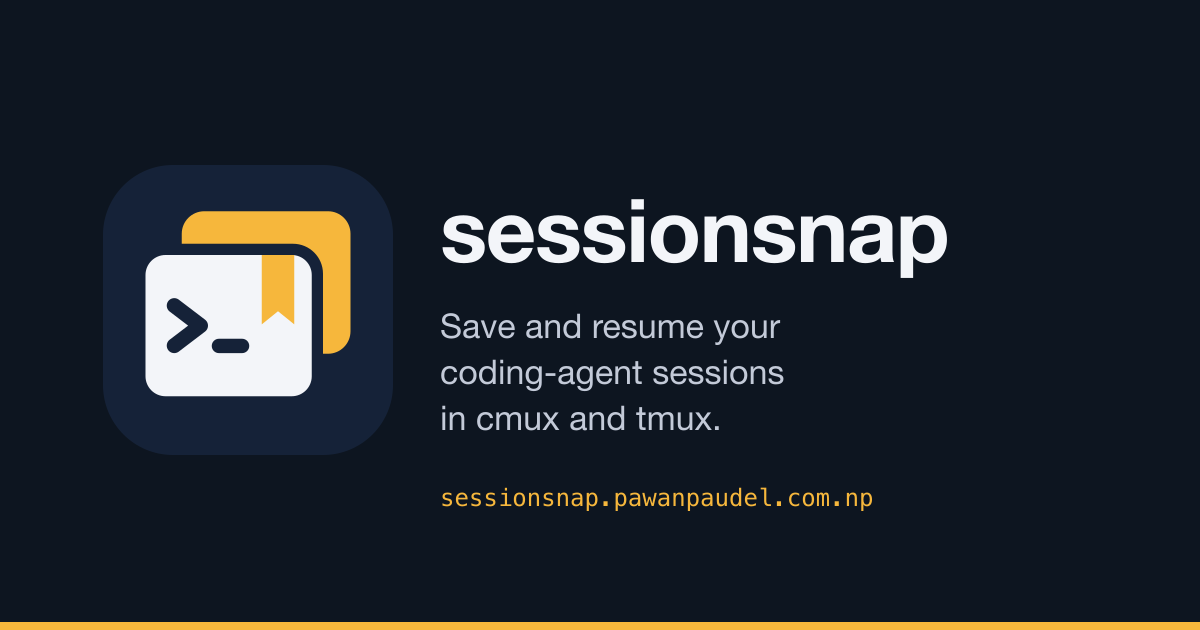 sessionsnap
Save and resume your
coding-agent sessions
in cmux and tmux.
sessionsnap.pawanpaudel.com.np